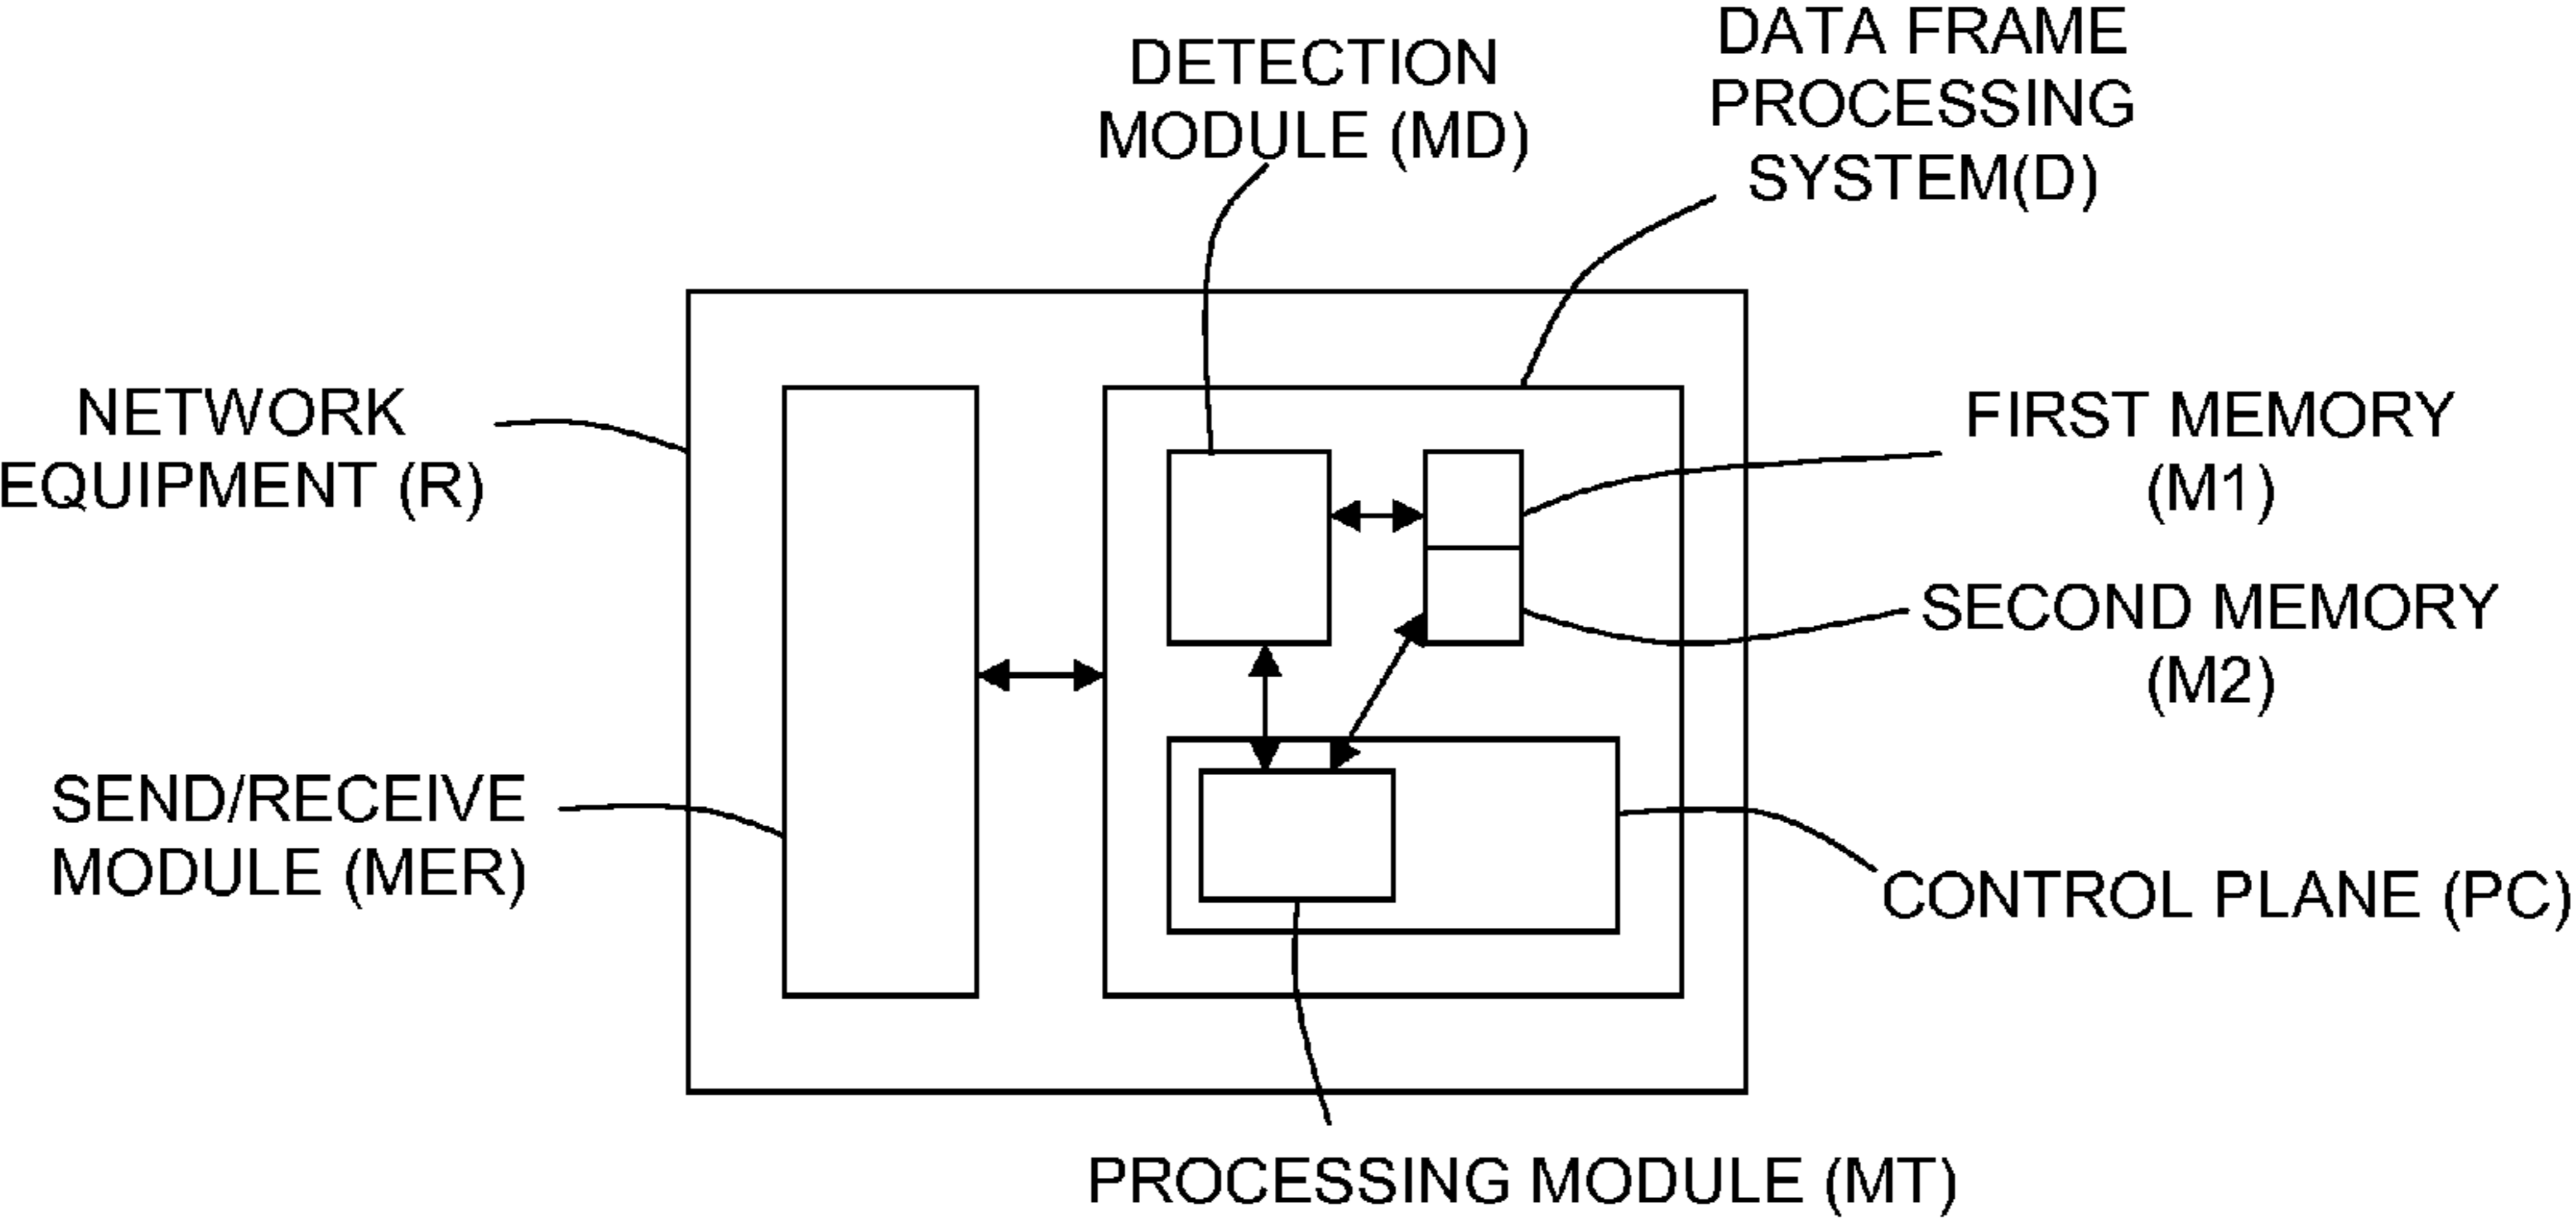 DETECTION
MODULE (MD)
DATA FRAME
PROCESSING
SYSTEM(D)
NETWORK
EQUIPMENT (R)
FIRST MEMORY
(M1)
SECOND MEMORY
(M2)
SEND/RECEIVE
MODULE (MER)
CONTROL PLANE (PC)
PROCESSING MODULE (MT)